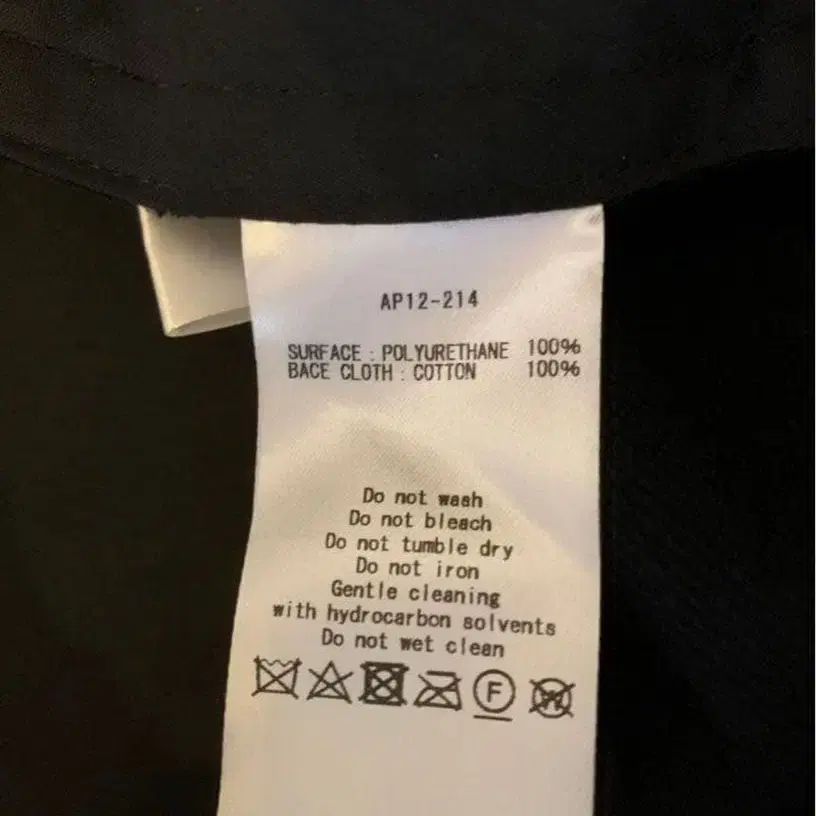 AP12-214
SURFACE : POLYURETHANE 100%
BACE CLOTH : COTTON 100%
Do not wash
Do not bleach
Do not tumble dry
Do not iron
Gentle cleaning
with hydrocarbon solvents
Do not wet clean
F W